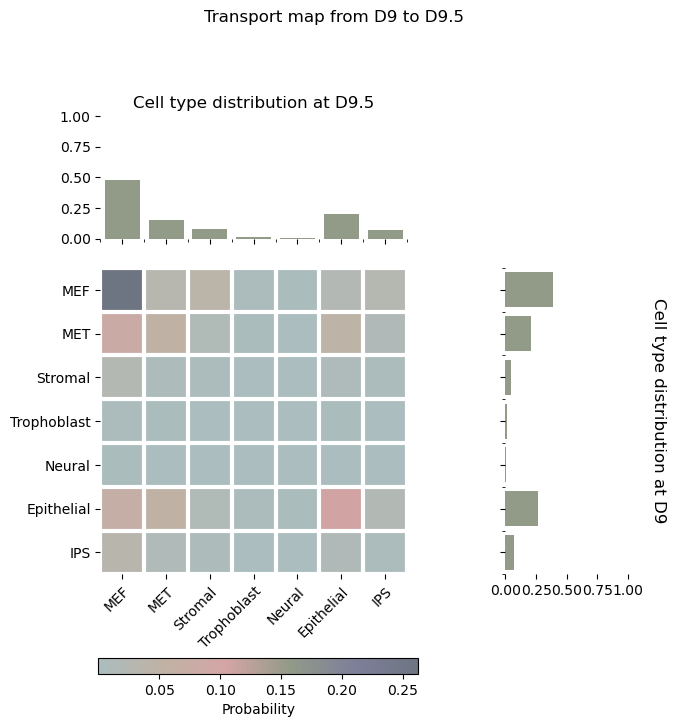 Transport map from D9 to D9.5
Cell type distribution at D9.5
1.00
0.75
0.50
0.25
0.00
MEF
MET
Stromal
Trophoblast
Neural
Epithelial
IPS
MEF
MET
Stromal
Trophoblast
Neural
Epithelial
IPS
Cell type distribution at D9
0.00 0.25 0.50 0.75 1.00
0.05 0.10 0.15 0.20 0.25
Probability